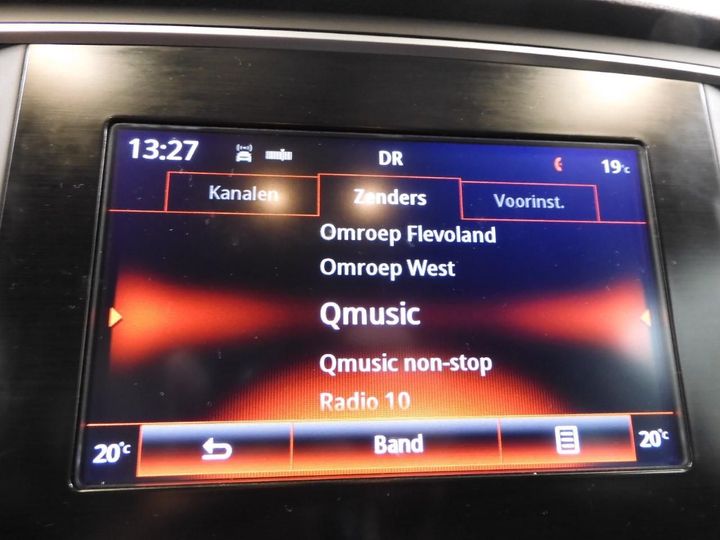 13:27 DR 19°C
Kanalen Zenders Voorinst.
Omroep Flevoland
Omroep West
Qmusic
Qmusic non-stop
Radio 10
20°C Band 20°C